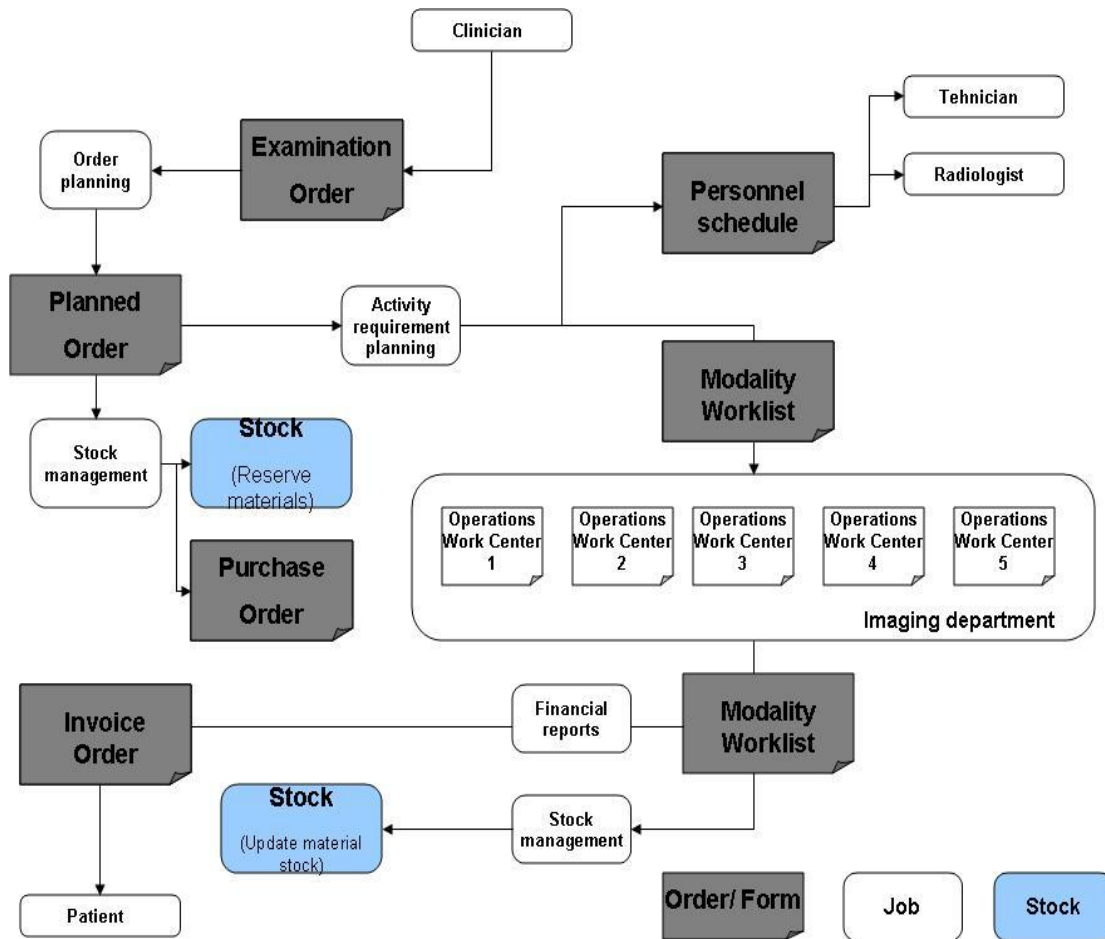 Clinician
Tehnician
Examination
Order
Order
planning
Radiologist
Personnel
schedule
Planned
Order
Activity
requirement
planning
Modality
Worklist
Stock
management
Stock
(Reserve
materials)
Purchase
Order
Operations
Work Center
1
Operations
Work Center
2
Operations
Work Center
3
Operations
Work Center
4
Operations
Work Center
5
Imaging department
Invoice
Order
Financial
reports
Modality
Worklist
Stock
(Update material
stock)
Stock
management
Patient
Order/ Form
Job
Stock